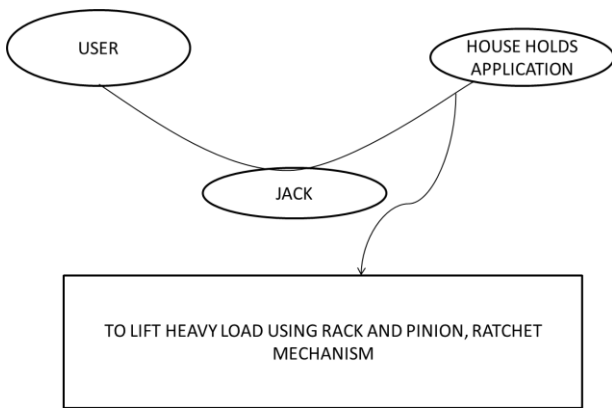 USER
HOUSE HOLDS
APPLICATION
JACK
TO LIFT HEAVY LOAD USING RACK AND PINION, RATCHET
MECHANISM